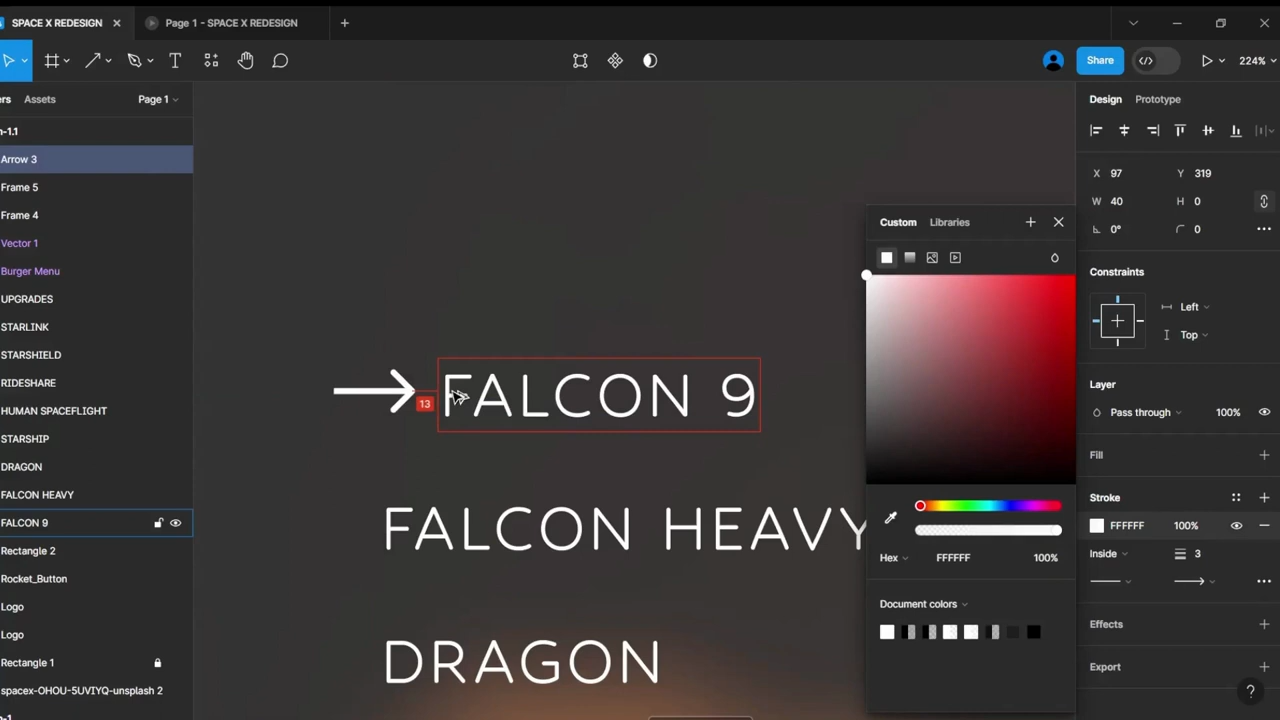 SPACE X REDESIGN
Page 1 - SPACE X REDESIGN
Share
224%
ers
Assets
Page 1
Design
Prototype
n-1.1
Arrow 3
Frame 5
Frame 4
Vector 1
Burger Menu
UPGRADES
STARLINK
STARSHIELD
RIDESHARE
HUMAN SPACEFLIGHT
STARSHIP
DRAGON
FALCON HEAVY
FALCON 9
Rectangle 2
Rocket_Button
Logo
Logo
Rectangle 1
spacex-OHOU-5UVIYQ-unsplash 2
n-1
FALCON 9
13
FALCON HEAVY
DRAGON
Custom
Libraries
Hex
FFFFFF
100%
Document colors
X 97
Y 319
W 40
H 0
0°
0
Constraints
Left
Top
Layer
Pass through
100%
Fill
Stroke
FFFFFF
100%
Inside
3
Effects
Export
?